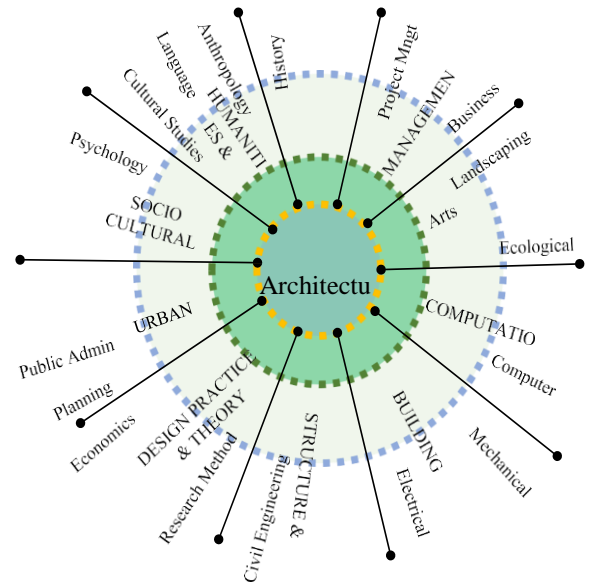 History
Project Mngt
MANAGEMEN
Business
Landscaping
Arts
Ecological
COMPUTATIO
Computer
Mechanical
BUILDING
Electrical
STRUCTURE &
Civil Engineering
Research Method
DESIGN PRACTICE
& THEORY
Economics
Planning
Public Admin
URBAN
SOCIO
CULTURAL
Psychology
Cultural Studies
Language
Anthropology
HUMANITI
ES &
Architectu